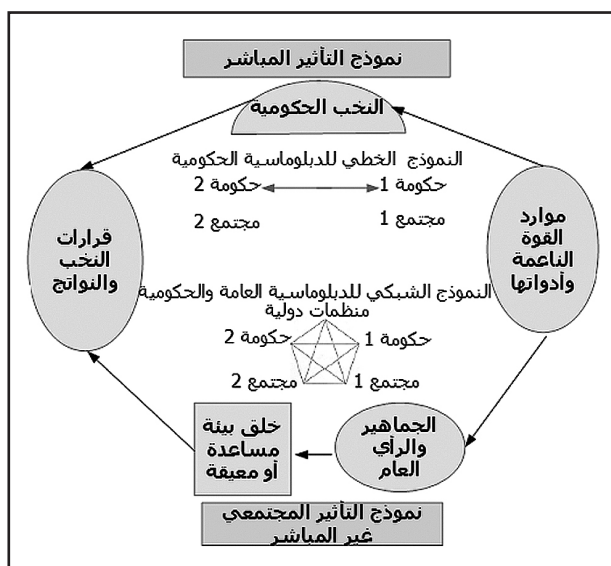 نموذج التأثير المباشر
النخب الحكومية
النموذج الخطي للدبلوماسية الحكومية
حكومة 1
حكومة 2
مجتمع 1
مجتمع 2
موارد
القوة
الناعمة
وأدواتها
قرارات
النخب
والنواتج
النموذج الشبكي للدبلوماسية العامة والحكومية
منظمات دولية
حكومة 1
حكومة 2
مجتمع 1
مجتمع 2
الجماهير
والرأي
العام
خلق بيئة
مساعدة
أو معيقة
نموذج التأثير المجتمعي
غير المباشر